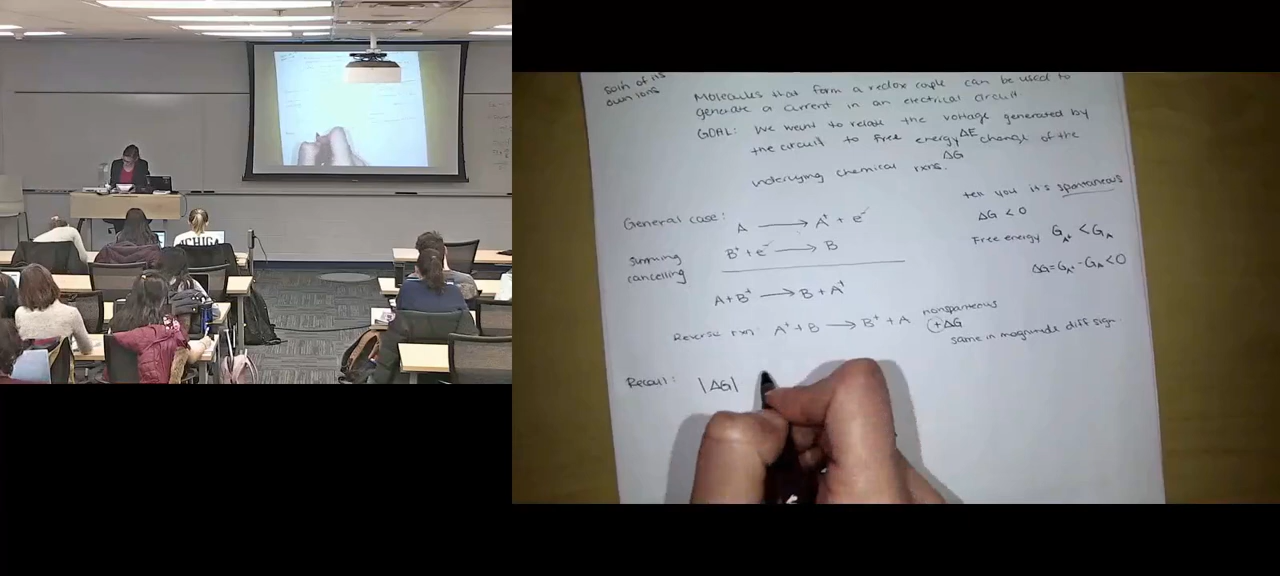 soln of its
own ions
Molecules that form a redox couple can be used to
generate a current in an electrical circuit
GOAL: We want to relate the voltage generated by ΔE
the circuit to free energy change of the ΔG
underlying chemical rxns.
tell you it's spontaneous
ΔG < 0
Free energy G_A+ < G_A
ΔG = G_A+ - G_A < 0
General case: A ⟶ A⁺ + e⁻
B⁺ + e⁻ ⟶ B
summing
cancelling
A + B⁺ ⟶ B + A⁺
Reverse rxn: A⁺ + B ⟶ B⁺ + A
nonspontaneous
+ΔG
same in magnitude diff sign.
Recall: |ΔG|